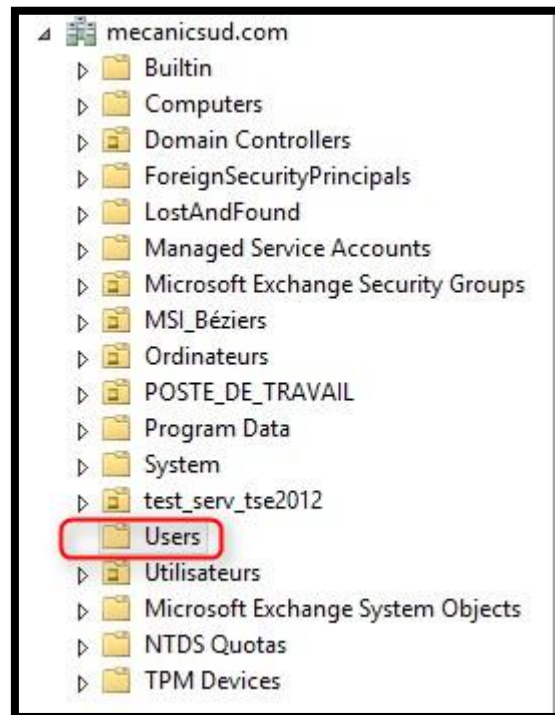 mecanicsud.com
Builtin
Computers
Domain Controllers
ForeignSecurityPrincipals
LostAndFound
Managed Service Accounts
Microsoft Exchange Security Groups
MSI_Béziers
Ordinateurs
POSTE_DE_TRAVAIL
Program Data
System
test_serv_tse2012
Users
Utilisateurs
Microsoft Exchange System Objects
NTDS Quotas
TPM Devices